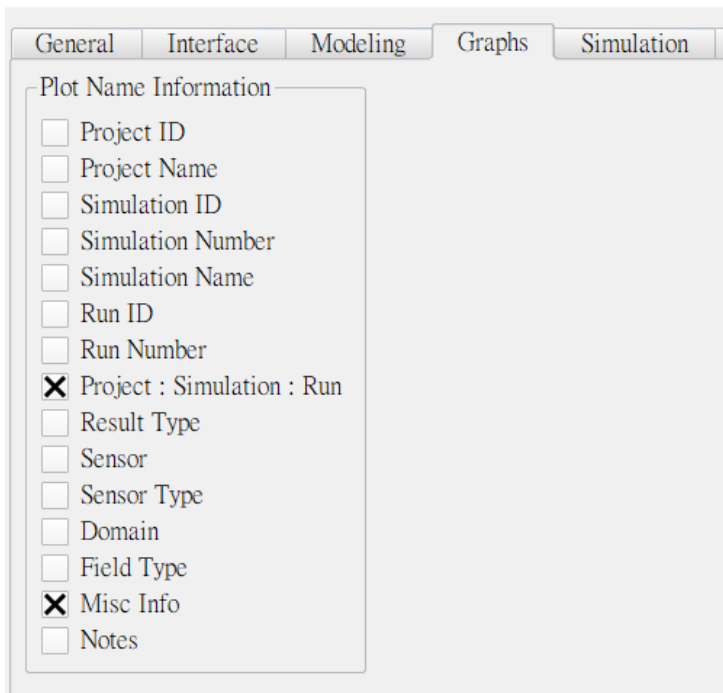 General Interface Modeling Graphs Simulation
Plot Name Information
Project ID
Project Name
Simulation ID
Simulation Number
Simulation Name
Run ID
Run Number
Project : Simulation : Run
Result Type
Sensor
Sensor Type
Domain
Field Type
Misc Info
Notes